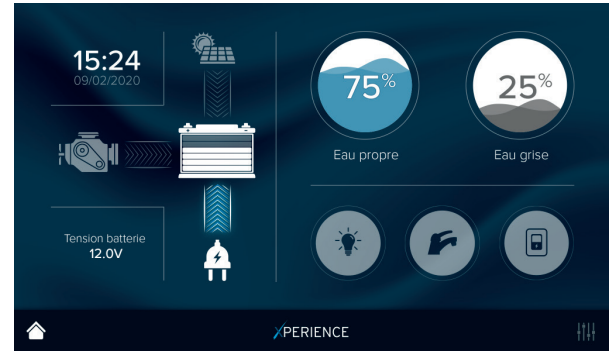 15:24
09/02/2020
75%
25%
Eau propre
Eau grise
Tension batterie
12.0V
XPERIENCE